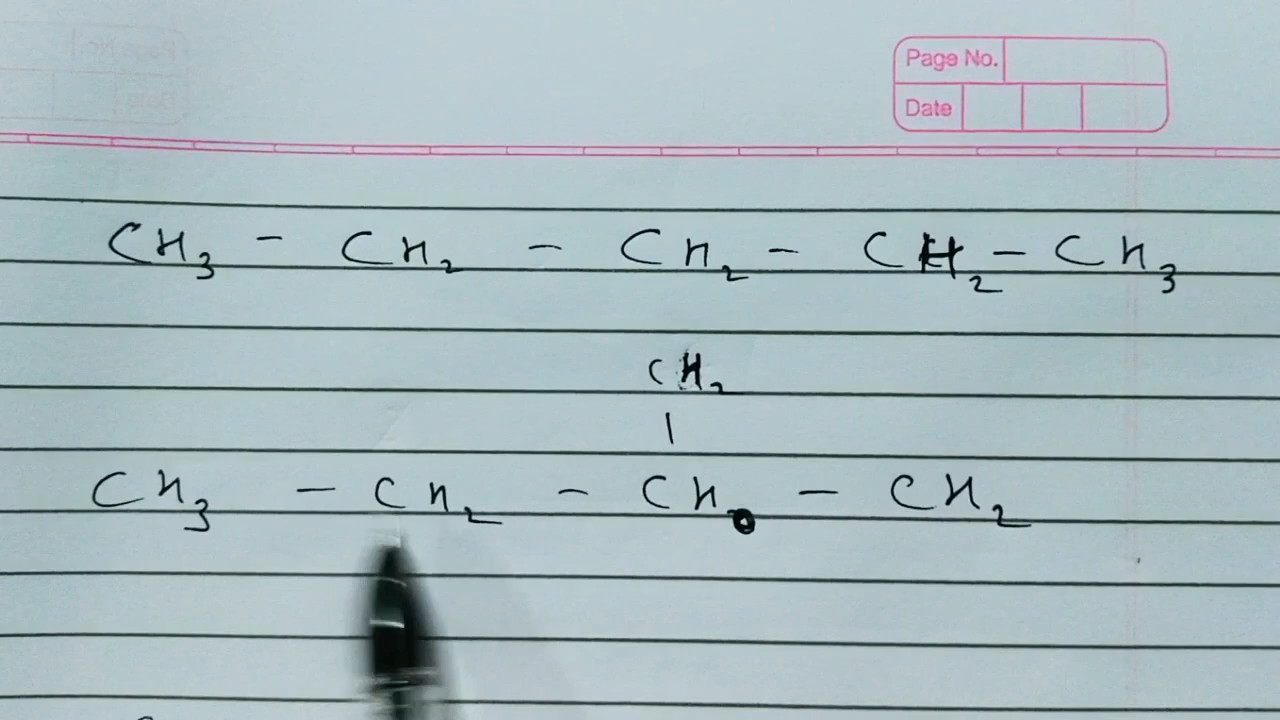 Page No.
Date
CH3 - CH2 - CH2 - CH2 - CH3
CH2
|
CH3 - CH2 - CH - CH2